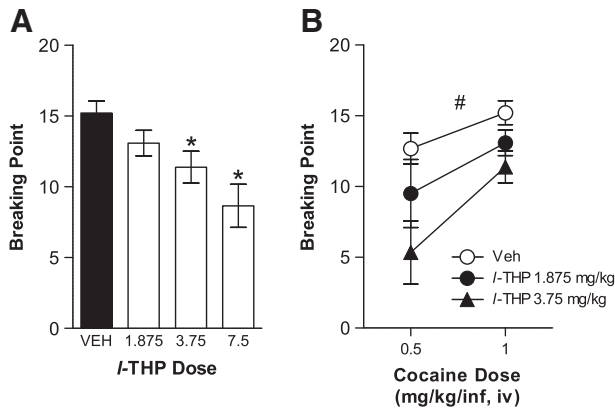 A
20
15
10
5
0
Breaking Point
*
*
VEH 1.875 3.75 7.5
l-THP Dose
B
20
15
10
5
0
Breaking Point
#
Veh
l-THP 1.875 mg/kg
l-THP 3.75 mg/kg
0.5 1
Cocaine Dose
(mg/kg/inf, iv)